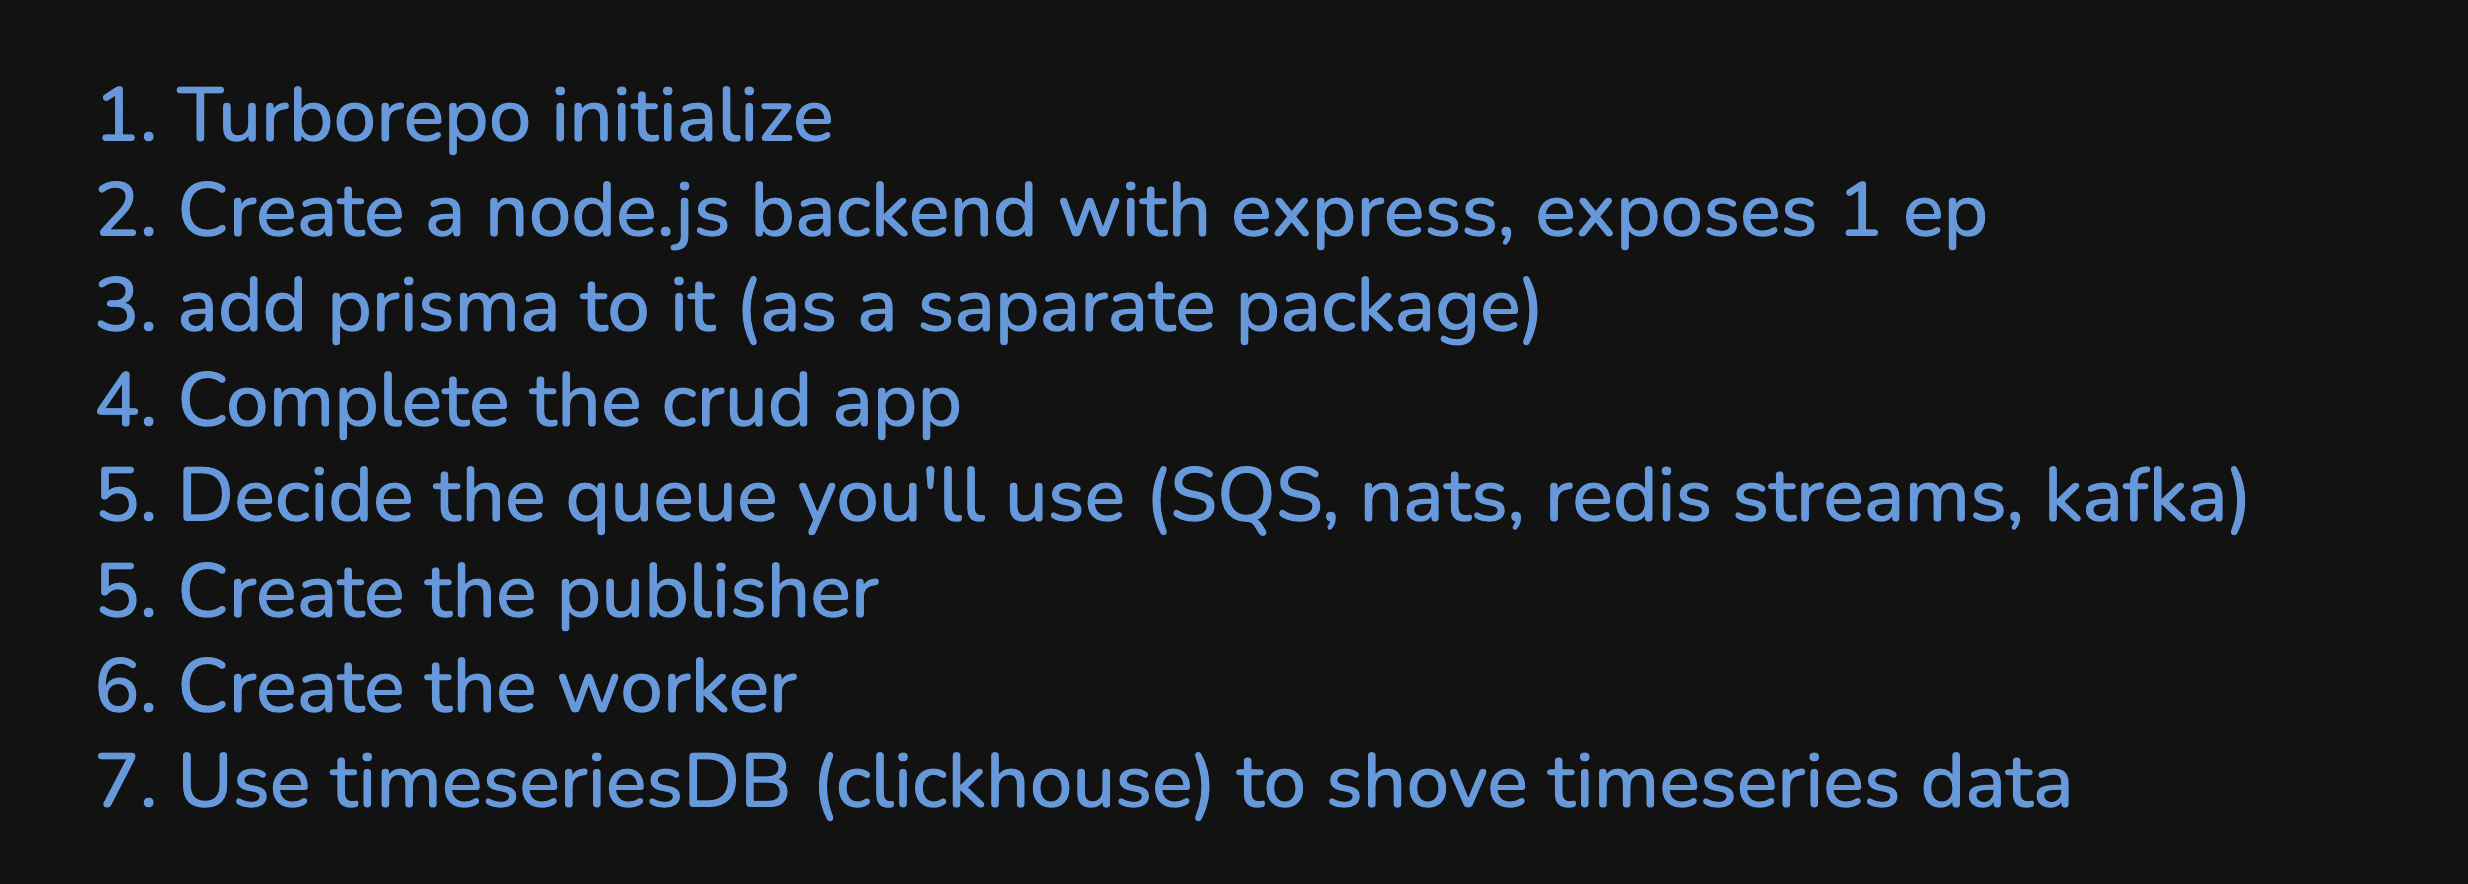 1. Turborepo initialize
2. Create a node.js backend with express, exposes 1 ep
3. add prisma to it (as a saparate package)
4. Complete the crud app
5. Decide the queue you'll use (SQS, nats, redis streams, kafka)
5. Create the publisher
6. Create the worker
7. Use timeseriesDB (clickhouse) to shove timeseries data